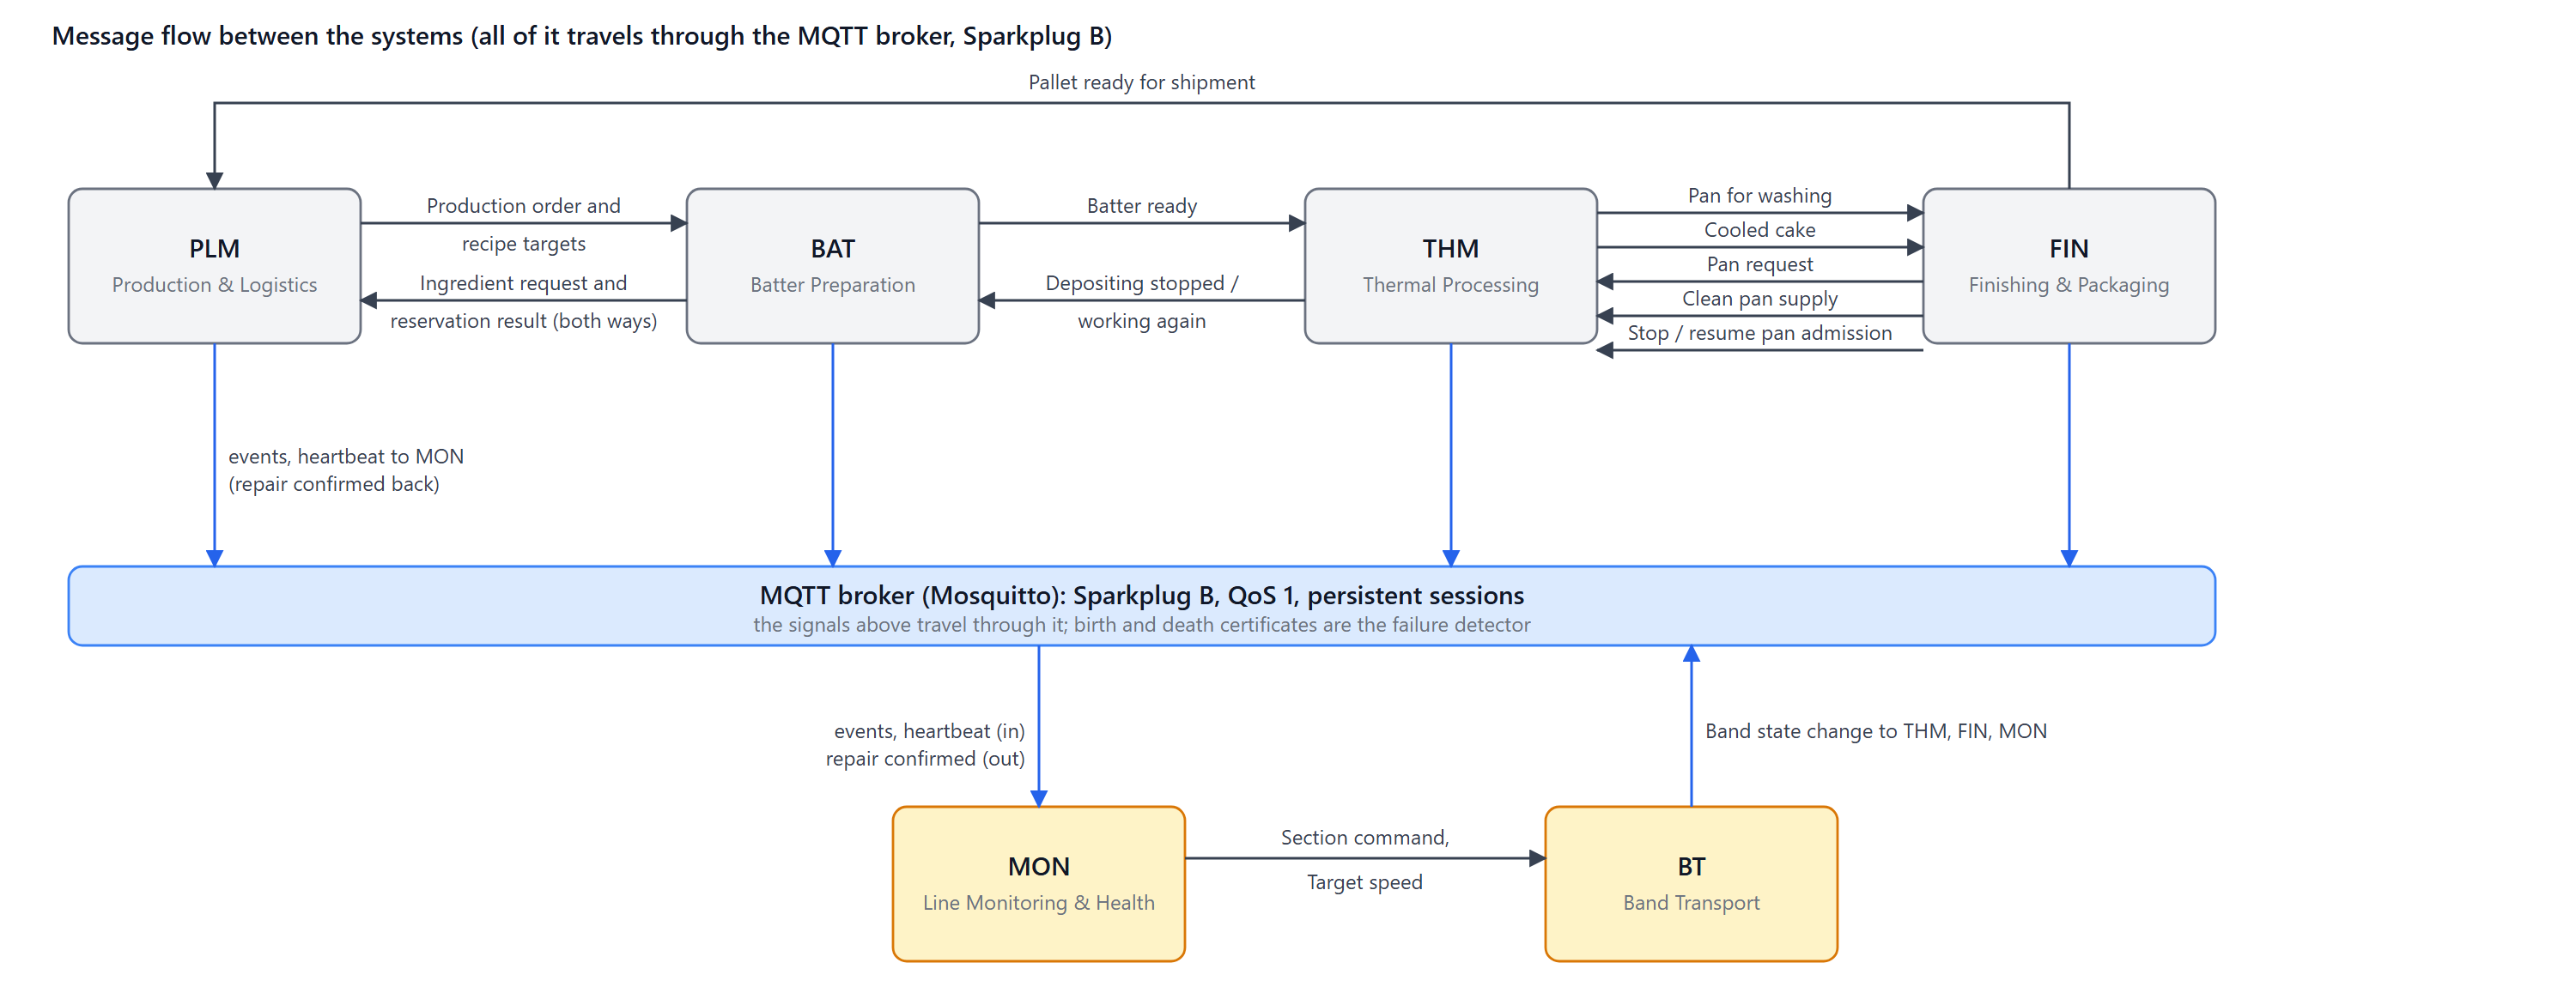 Message flow between the systems (all of it travels through the MQTT broker, Sparkplug B)
Pallet ready for shipment
PLM
Production & Logistics
Production order and
recipe targets
Ingredient request and
reservation result (both ways)
BAT
Batter Preparation
Batter ready
Depositing stopped /
working again
THM
Thermal Processing
Pan for washing
Cooled cake
Pan request
Clean pan supply
Stop / resume pan admission
FIN
Finishing & Packaging
events, heartbeat to MON
(repair confirmed back)
MQTT broker (Mosquitto): Sparkplug B, QoS 1, persistent sessions
the signals above travel through it; birth and death certificates are the failure detector
events, heartbeat (in)
repair confirmed (out)
Band state change to THM, FIN, MON
MON
Line Monitoring & Health
Section command,
Target speed
BT
Band Transport